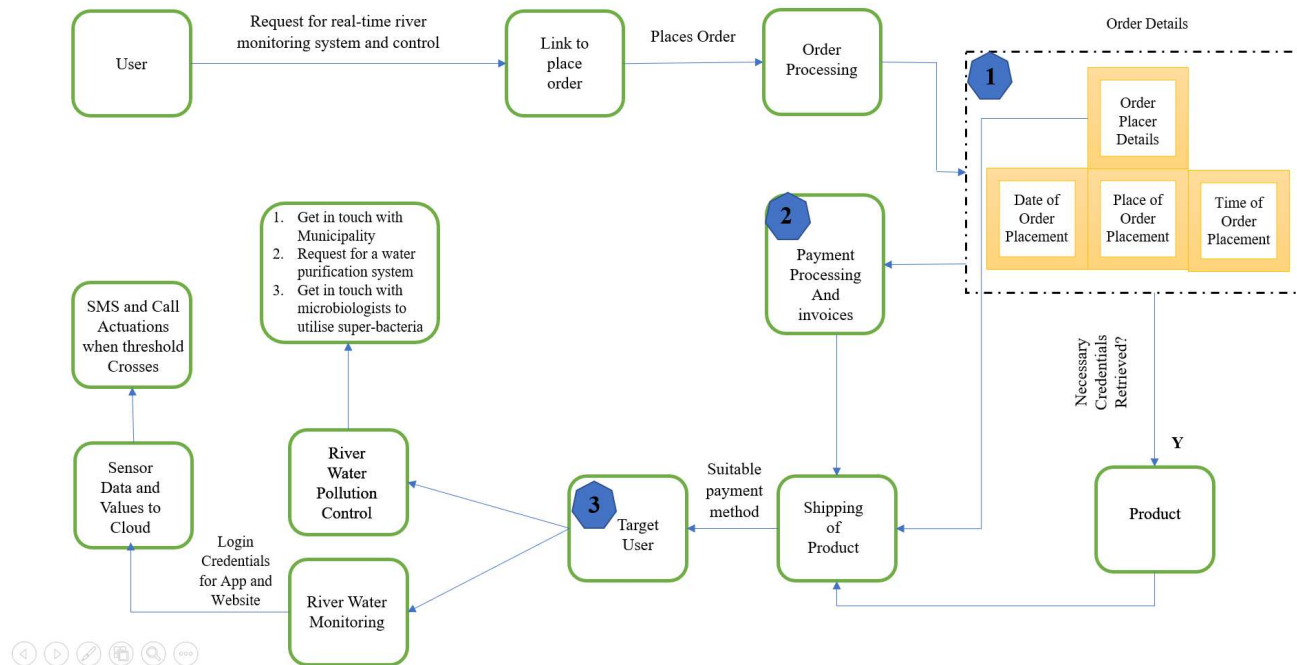 Request for real-time river
monitoring system and control
User
Link to
place
order
Places Order
Order
Processing
Order Details
1
Order
Placer
Details
Date of
Order
Placement
Place of
Order
Placement
Time of
Order
Placement
2
Payment
Processing
And
invoices
1. Get in touch with
Municipality
2. Request for a water
purification system
3. Get in touch with
microbiologists to
utilise super-bacteria
SMS and Call
Actuations
when threshold
Crosses
Necessary
Credentials
Retrieved?
Y
Sensor
Data and
Values to
Cloud
River
Water
Pollution
Control
3
Target
User
Suitable
payment
method
Shipping
of
Product
Product
Login
Credentials
for App and
Website
River Water
Monitoring